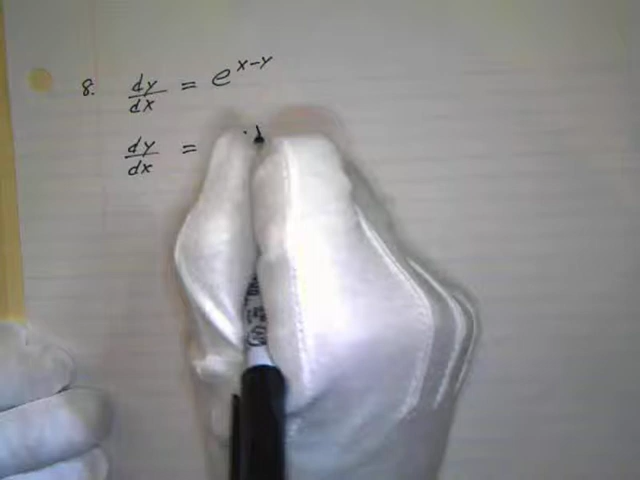 8. dy/dx = e^{x-y}
dy/dx =